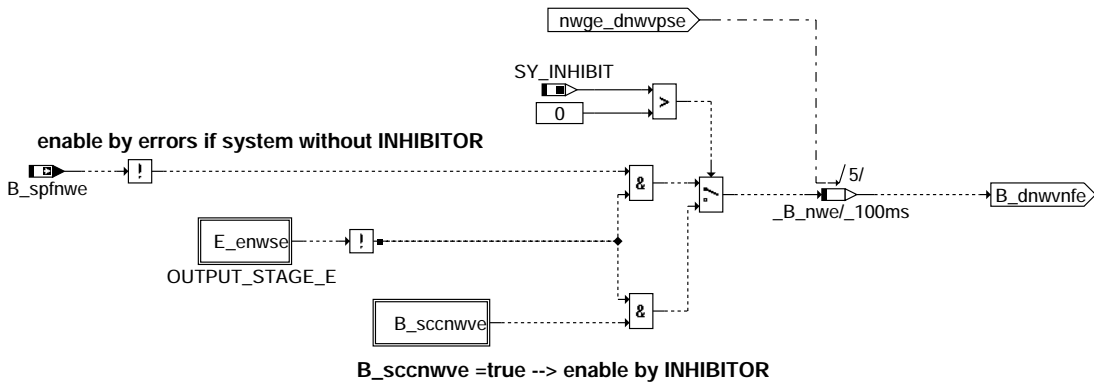 nwge_dnwvpse
SY_INHIBIT
0
>
enable by errors if system without INHIBITOR
B_spfnwe
!
&
/ 5/
_B_nwe/_100ms
B_dnwvnfe
E_enwse
!
OUTPUT_STAGE_E
B_sccnwve
&
B_sccnwve =true --> enable by INHIBITOR